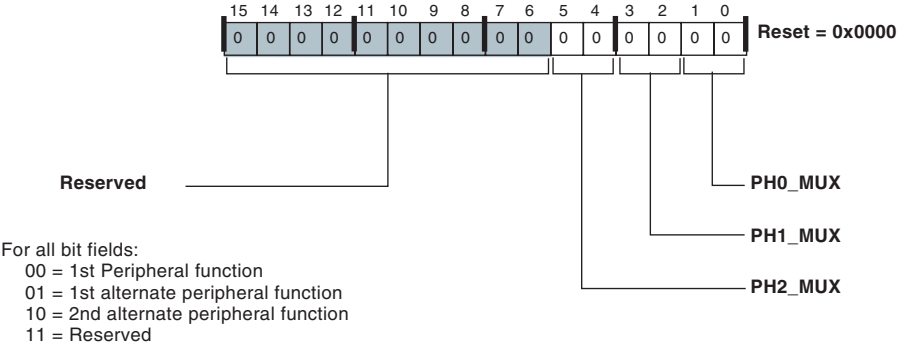 15 14 13 12 11 10 9 8 7 6 5 4 3 2 1 0
0 0 0 0 0 0 0 0 0 0 0 0 0 0 0 0 Reset = 0x0000
Reserved
PH0_MUX
PH1_MUX
PH2_MUX
For all bit fields:
00 = 1st Peripheral function
01 = 1st alternate peripheral function
10 = 2nd alternate peripheral function
11 = Reserved